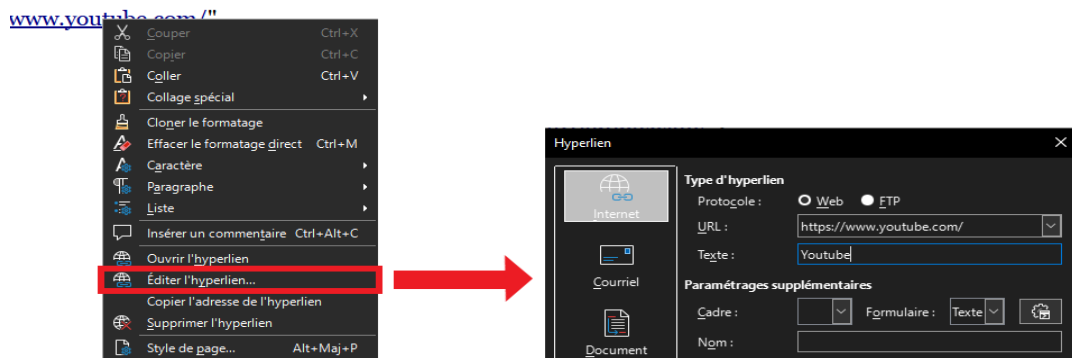 www.youtube.com/"
Couper Ctrl+X
Copier Ctrl+C
Coller Ctrl+V
Collage spécial
Cloner le formatage
Effacer le formatage direct Ctrl+M
Caractère
Paragraphe
Liste
Insérer un commentaire Ctrl+Alt+C
Ouvrir l'hyperlien
Éditer l'hyperlien...
Copier l'adresse de l'hyperlien
Supprimer l'hyperlien
Style de page... Alt+Maj+P
Hyperlien
Internet
Courriel
Document
Type d'hyperlien
Protocole : Web FTP
URL : https://www.youtube.com/
Texte : Youtube
Paramétrages supplémentaires
Cadre : Formulaire : Texte
Nom :